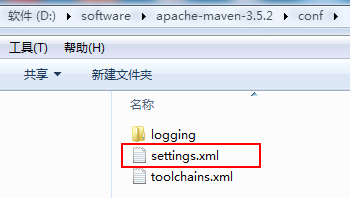 软件 (D:) ▸ software ▸ apache-maven-3.5.2 ▸ conf ▸
工具(T) 帮助(H)
共享 ▼ 新建文件夹
名称
logging
settings.xml
toolchains.xml